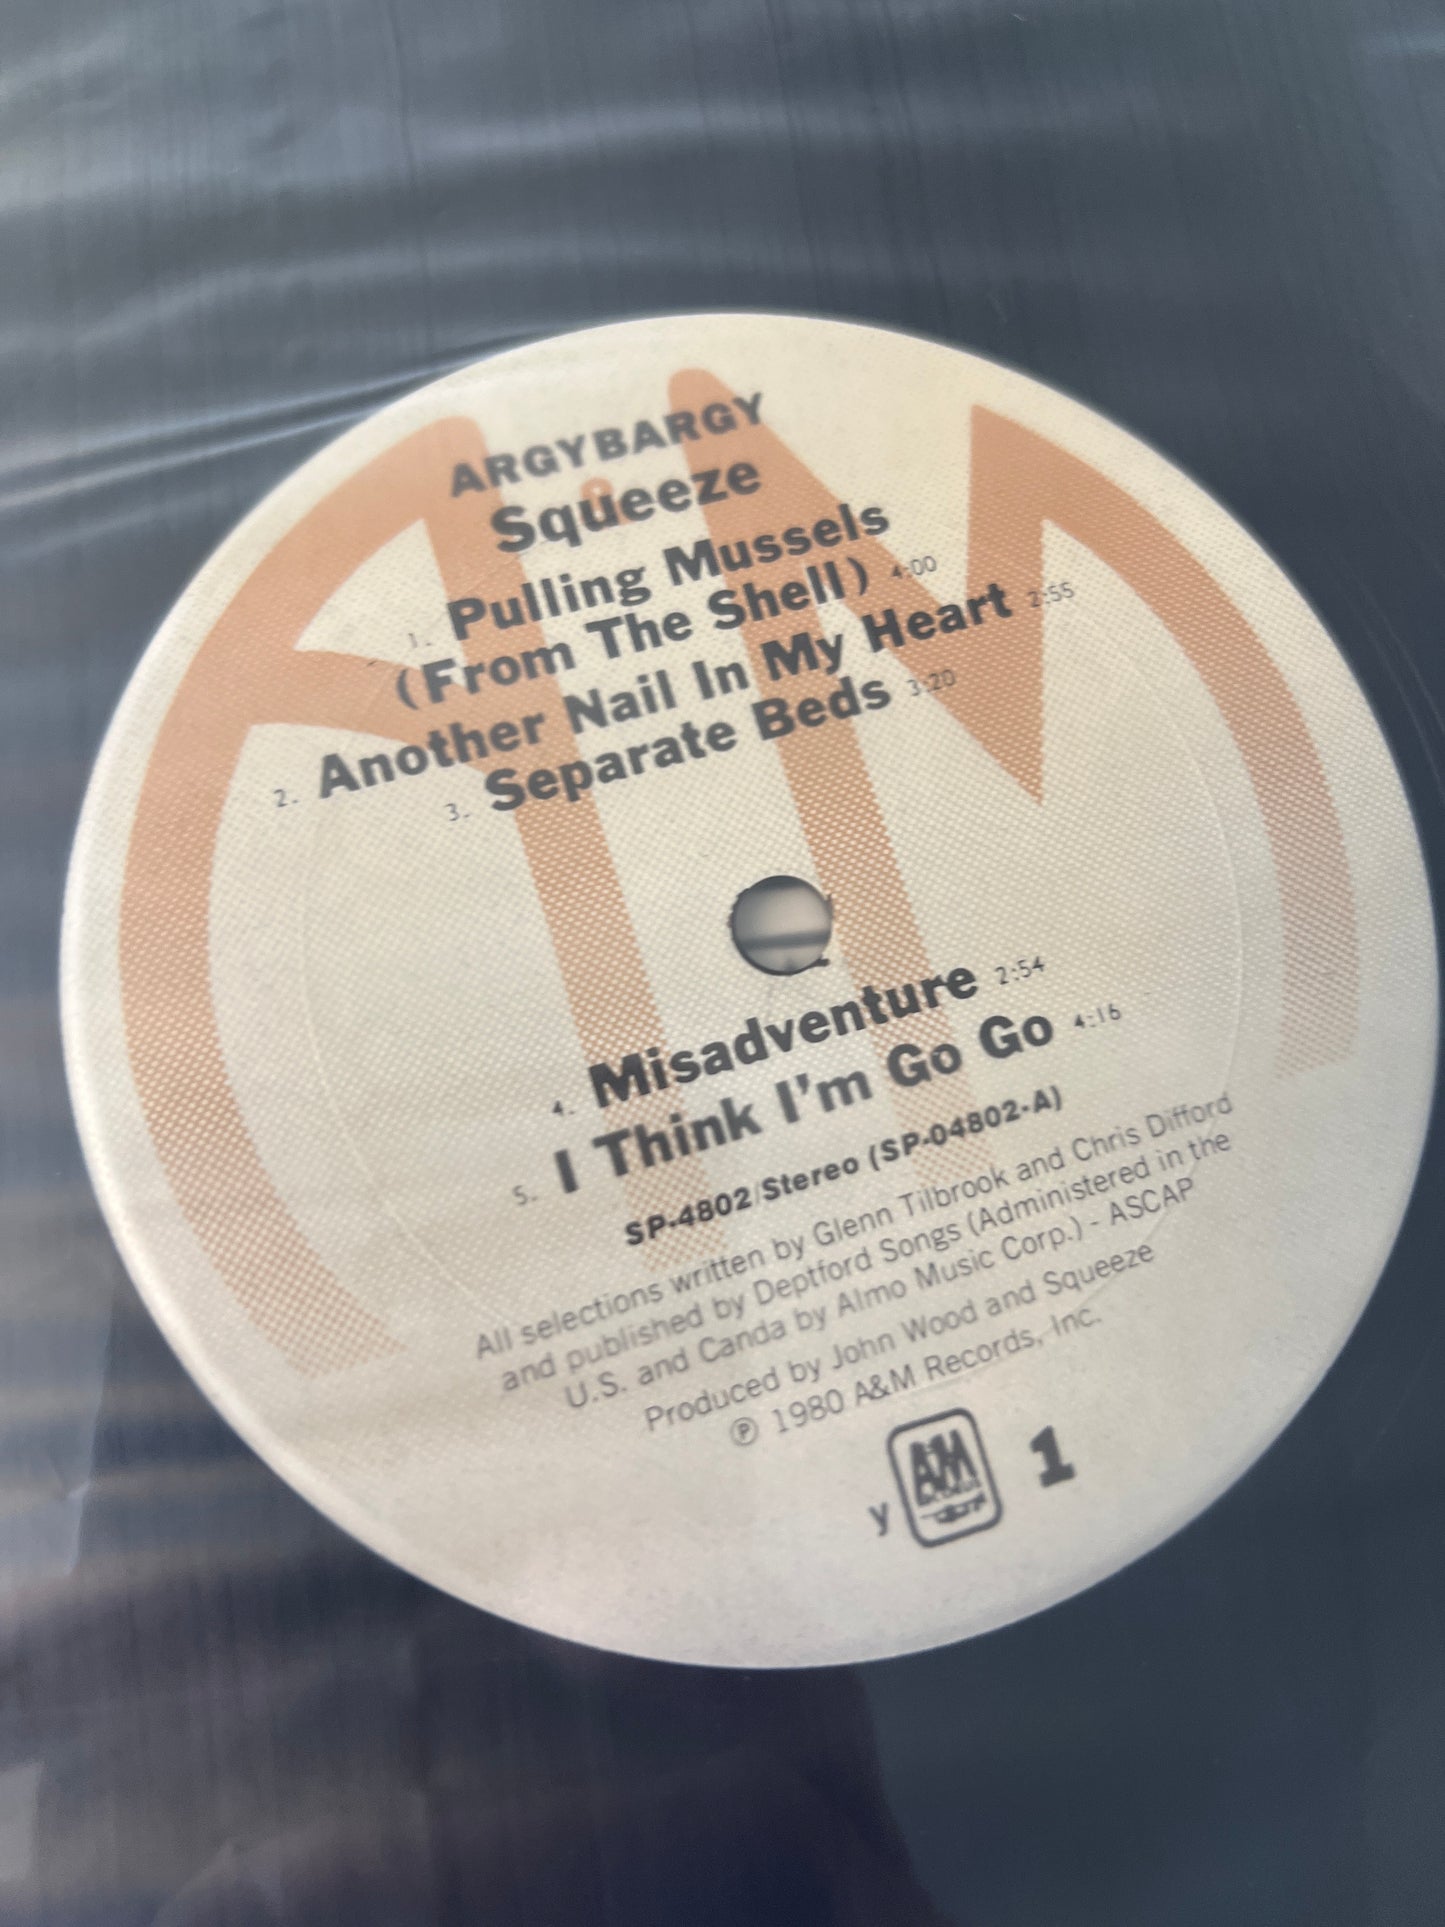 ARGYBARGY
Squeeze
1. Pulling Mussels
(From The Shell) 4:00
2. Another Nail In My Heart 2:55
3. Separate Beds 3:20
4. Misadventure 2:54
5. I Think I'm Go Go 4:16
SP-4802/Stereo (SP-04802-A)
All selections written by Glenn Tilbrook and Chris Difford
and published by Deptford Songs (Administered in the
U.S. and Canda by Almo Music Corp.) - ASCAP
Produced by John Wood and Squeeze
℗ 1980 A&M Records, Inc.
y A&M 1